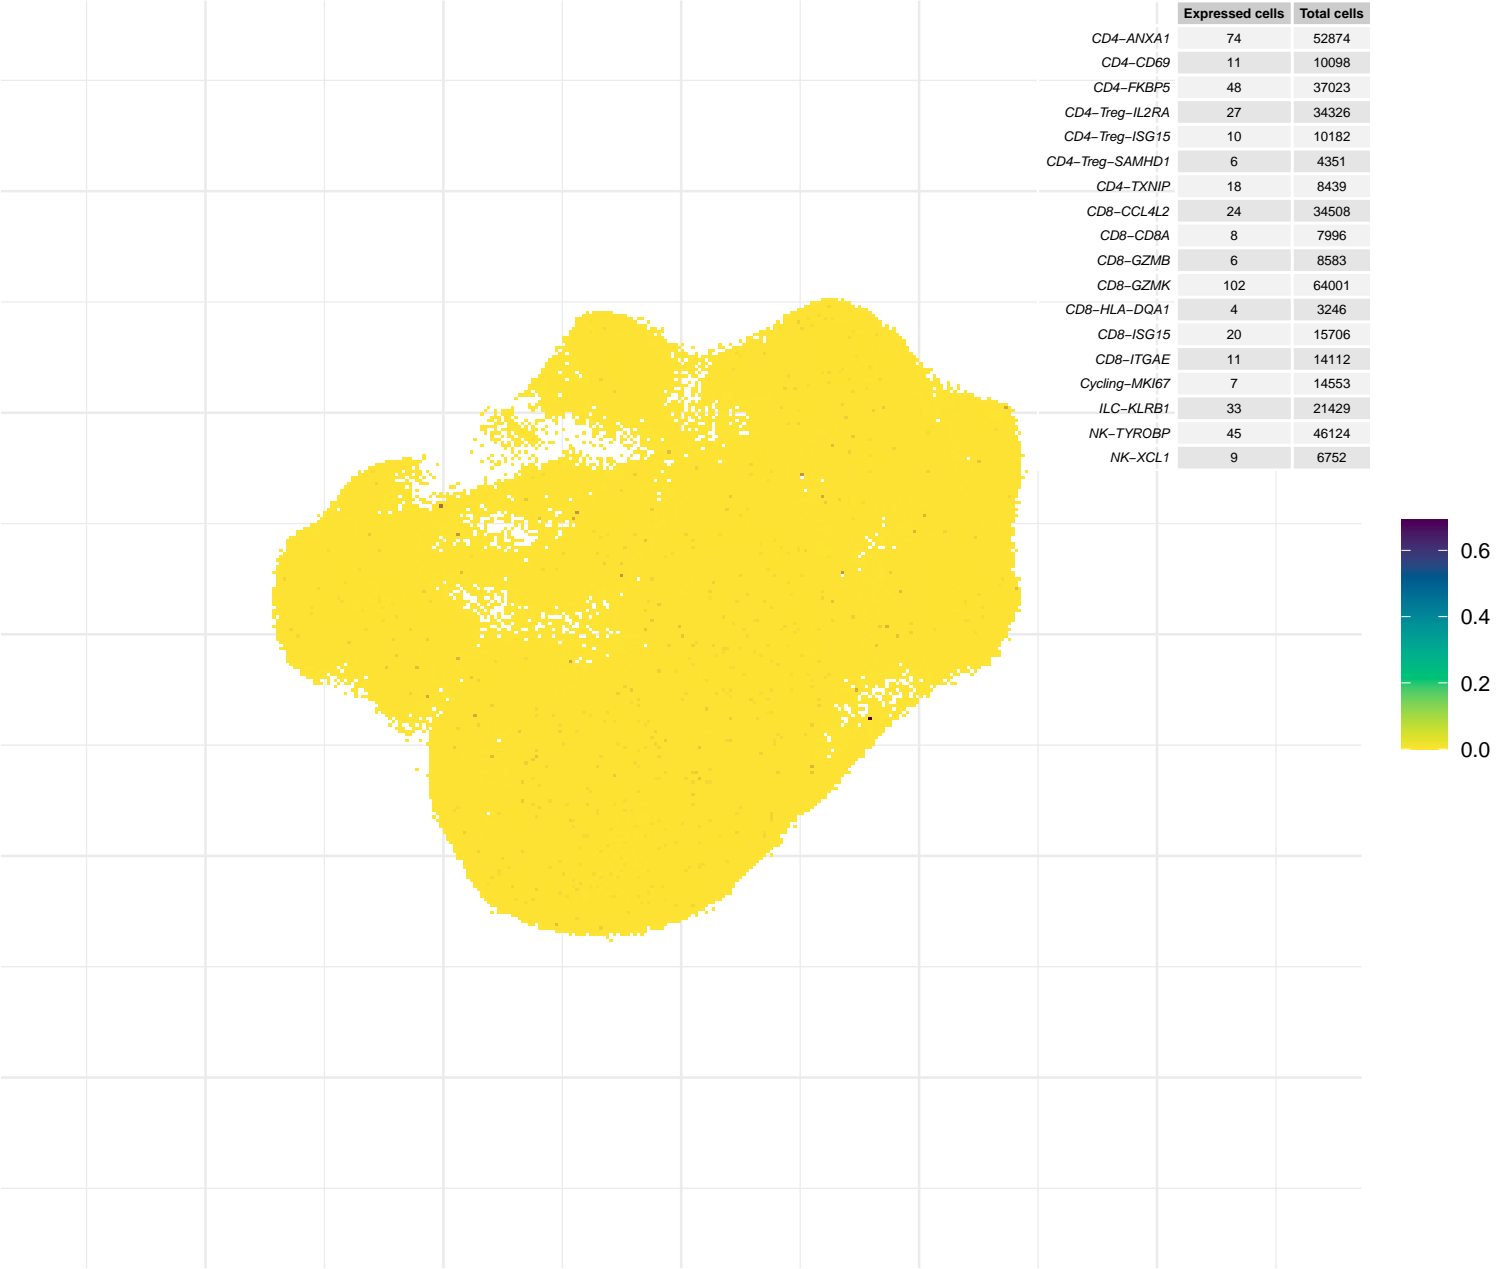 Expressed cells Total cells
CD4−ANXA1 74 52874
CD4−CD69 11 10098
CD4−FKBP5 48 37023
CD4−Treg−IL2RA 27 34326
CD4−Treg−ISG15 10 10182
CD4−Treg−SAMHD1 6 4351
CD4−TXNIP 18 8439
CD8−CCL4L2 24 34508
CD8−CD8A 8 7996
CD8−GZMB 6 8583
CD8−GZMK 102 64001
CD8−HLA−DQA1 4 3246
CD8−ISG15 20 15706
CD8−ITGAE 11 14112
Cycling−MKI67 7 14553
ILC−KLRB1 33 21429
NK−TYROBP 45 46124
NK−XCL1 9 6752
0.6
0.4
0.2
0.0